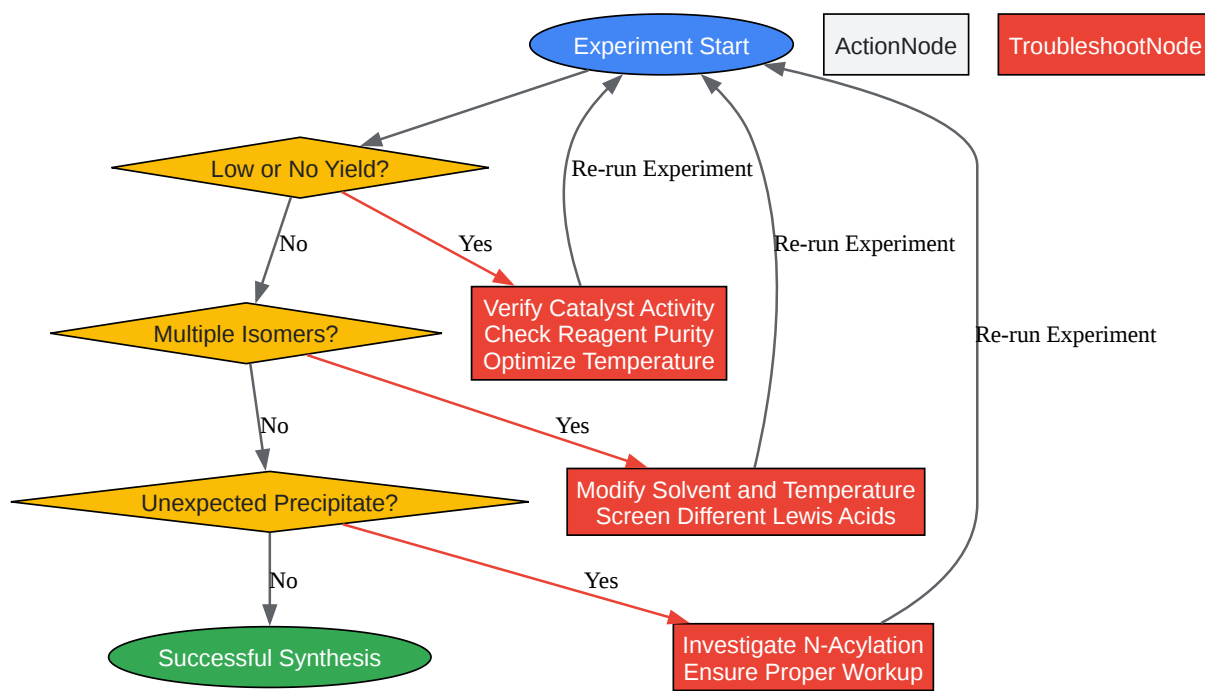 Experiment Start
ActionNode
TroubleshootNode
Low or No Yield?
Re-run Experiment
No
Yes
Re-run Experiment
Verify Catalyst Activity
Check Reagent Purity
Optimize Temperature
Multiple Isomers?
Re-run Experiment
No
Yes
Modify Solvent and Temperature
Screen Different Lewis Acids
Unexpected Precipitate?
No
Yes
Investigate N-Acylation
Ensure Proper Workup
Successful Synthesis